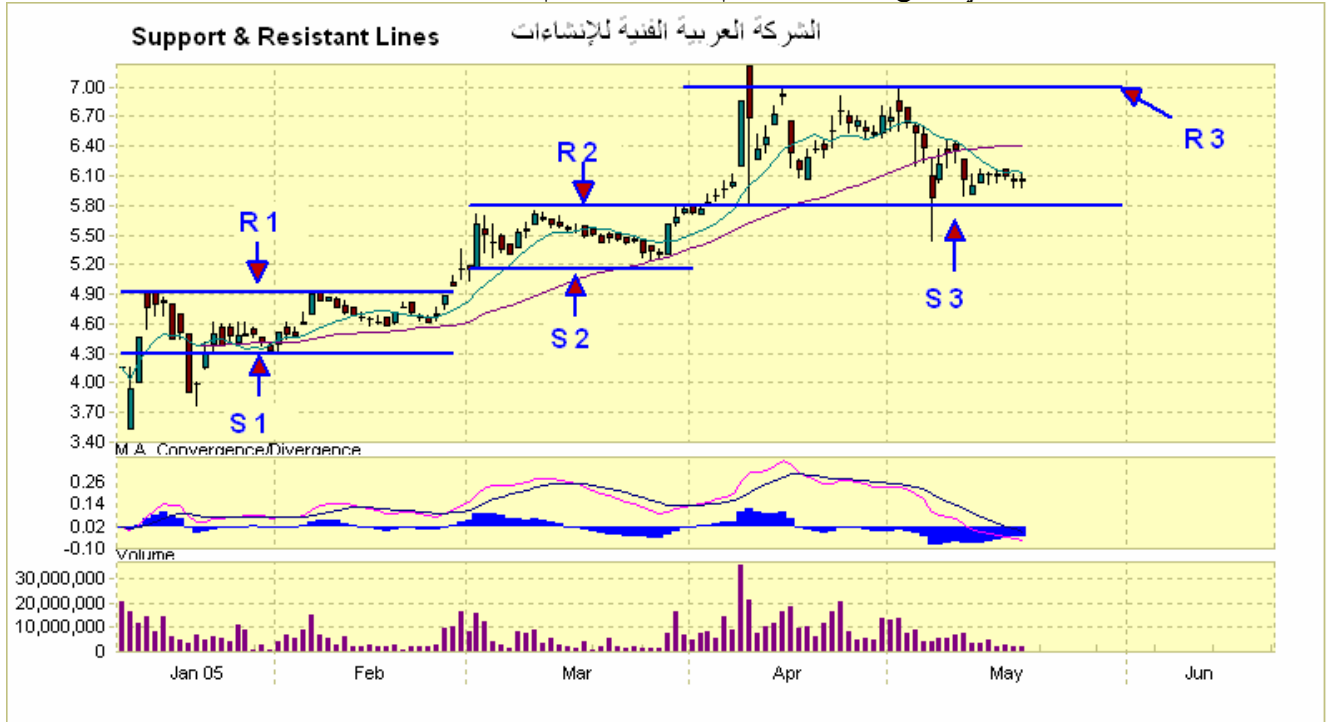 Support & Resistant Lines الشركة العربية الفنية للإنشاءات
7.00
6.70
6.40
6.10
5.80
5.50
5.20
4.90
4.60
4.30
4.00
3.70
3.40
R 1
S 1
R 2
S 2
R 3
S 3
M.A. Convergence/Divergence
0.26
0.14
0.02
-0.10
Volume
30,000,000
20,000,000
10,000,000
0
Jan 05 Feb Mar Apr May Jun